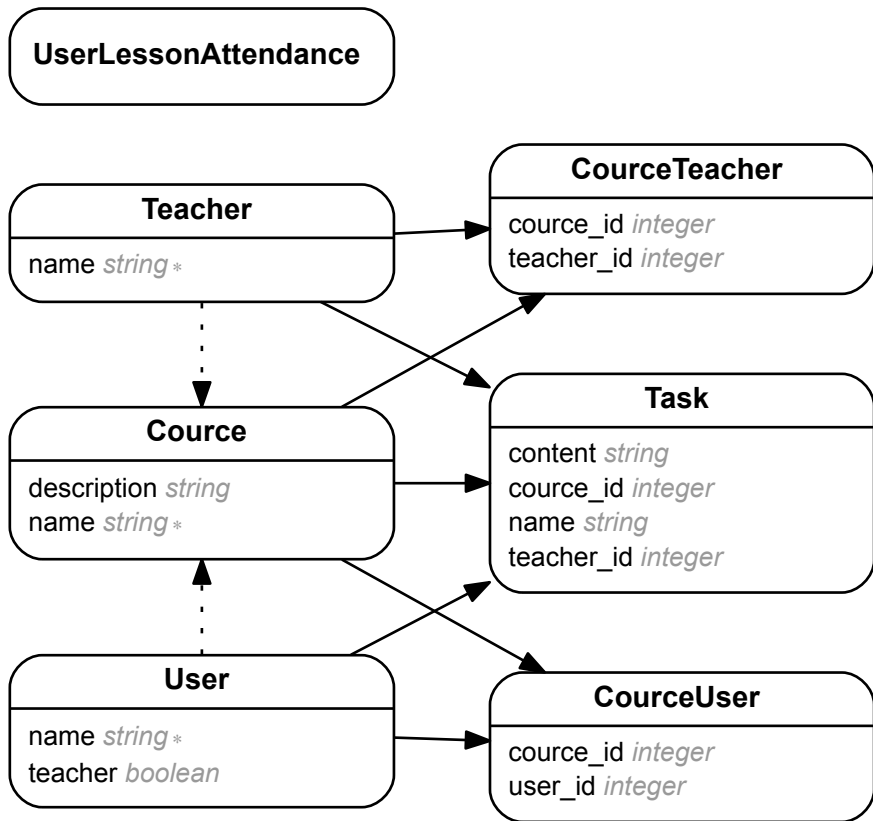 UserLessonAttendance
Teacher
name string *
CourceTeacher
cource_id integer
teacher_id integer
Cource
description string
name string *
Task
content string
cource_id integer
name string
teacher_id integer
User
name string *
teacher boolean
CourceUser
cource_id integer
user_id integer